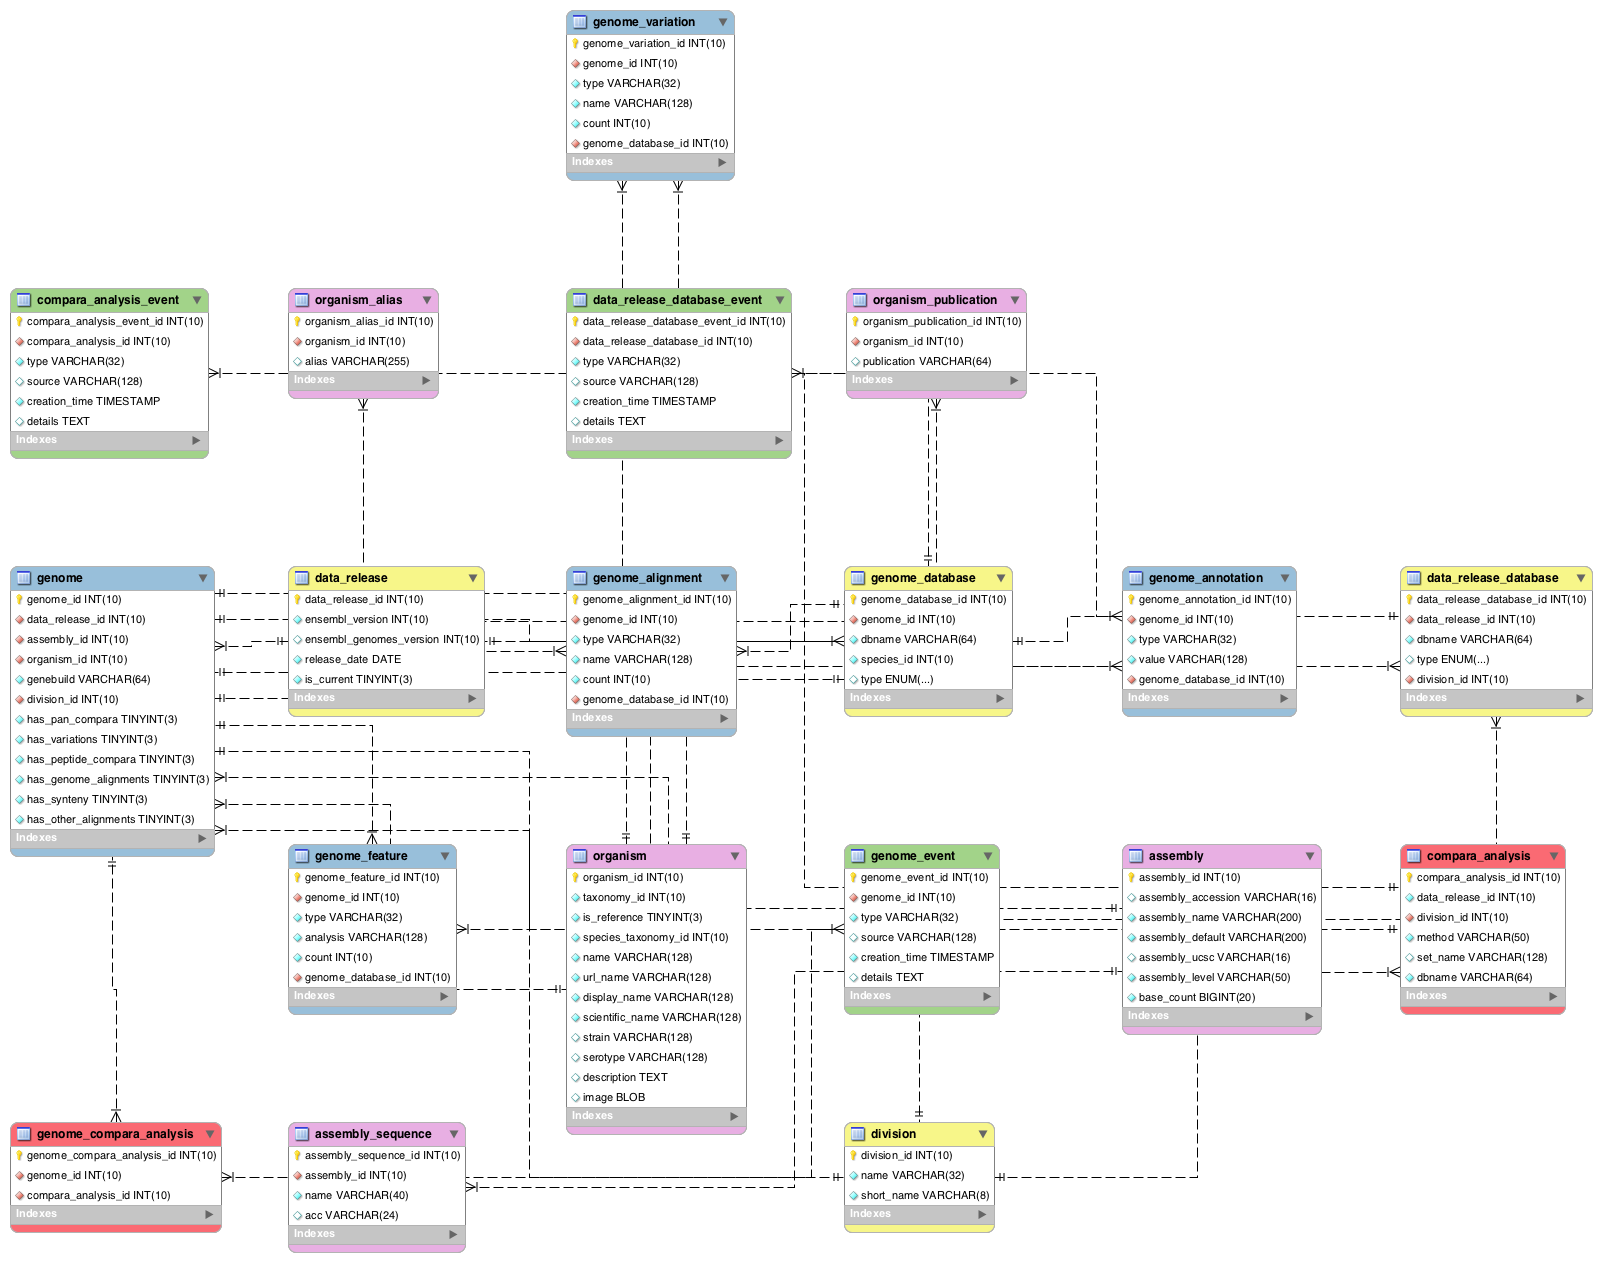 genome_variation
genome_variation_id INT(10)
genome_id INT(10)
type VARCHAR(32)
name VARCHAR(128)
count INT(10)
genome_database_id INT(10)
Indexes
compara_analysis_event
compara_analysis_event_id INT(10)
compara_analysis_id INT(10)
type VARCHAR(32)
source VARCHAR(128)
creation_time TIMESTAMP
details TEXT
Indexes
organism_alias
organism_alias_id INT(10)
organism_id INT(10)
alias VARCHAR(255)
Indexes
data_release_database_event
data_release_database_event_id INT(10)
data_release_database_id INT(10)
type VARCHAR(32)
source VARCHAR(128)
creation_time TIMESTAMP
details TEXT
Indexes
organism_publication
organism_publication_id INT(10)
organism_id INT(10)
publication VARCHAR(64)
Indexes
genome
genome_id INT(10)
data_release_id INT(10)
assembly_id INT(10)
organism_id INT(10)
genebuild VARCHAR(64)
division_id INT(10)
has_pan_compara TINYINT(3)
has_variations TINYINT(3)
has_peptide_compara TINYINT(3)
has_genome_alignments TINYINT(3)
has_synteny TINYINT(3)
has_other_alignments TINYINT(3)
Indexes
data_release
data_release_id INT(10)
ensembl_version INT(10)
ensembl_genomes_version INT(10)
release_date DATE
is_current TINYINT(3)
Indexes
genome_alignment
genome_alignment_id INT(10)
genome_id INT(10)
type VARCHAR(32)
name VARCHAR(128)
count INT(10)
genome_database_id INT(10)
Indexes
genome_database
genome_database_id INT(10)
genome_id INT(10)
dbname VARCHAR(64)
species_id INT(10)
type ENUM(...)
Indexes
genome_annotation
genome_annotation_id INT(10)
genome_id INT(10)
type VARCHAR(32)
value VARCHAR(128)
genome_database_id INT(10)
Indexes
data_release_database
data_release_database_id INT(10)
data_release_id INT(10)
dbname VARCHAR(64)
type ENUM(...)
division_id INT(10)
Indexes
genome_feature
genome_feature_id INT(10)
genome_id INT(10)
type VARCHAR(32)
analysis VARCHAR(128)
count INT(10)
genome_database_id INT(10)
Indexes
organism
organism_id INT(10)
taxonomy_id INT(10)
is_reference TINYINT(3)
species_taxonomy_id INT(10)
name VARCHAR(128)
url_name VARCHAR(128)
display_name VARCHAR(128)
scientific_name VARCHAR(128)
strain VARCHAR(128)
serotype VARCHAR(128)
description TEXT
image BLOB
Indexes
genome_event
genome_event_id INT(10)
genome_id INT(10)
type VARCHAR(32)
source VARCHAR(128)
creation_time TIMESTAMP
details TEXT
Indexes
assembly
assembly_id INT(10)
assembly_accession VARCHAR(16)
assembly_name VARCHAR(200)
assembly_default VARCHAR(200)
assembly_ucsc VARCHAR(16)
assembly_level VARCHAR(50)
base_count BIGINT(20)
Indexes
compara_analysis
compara_analysis_id INT(10)
data_release_id INT(10)
division_id INT(10)
method VARCHAR(50)
set_name VARCHAR(128)
dbname VARCHAR(64)
Indexes
genome_compara_analysis
genome_compara_analysis_id INT(10)
genome_id INT(10)
compara_analysis_id INT(10)
Indexes
assembly_sequence
assembly_sequence_id INT(10)
assembly_id INT(10)
name VARCHAR(40)
acc VARCHAR(24)
Indexes
division
division_id INT(10)
name VARCHAR(32)
short_name VARCHAR(8)
Indexes